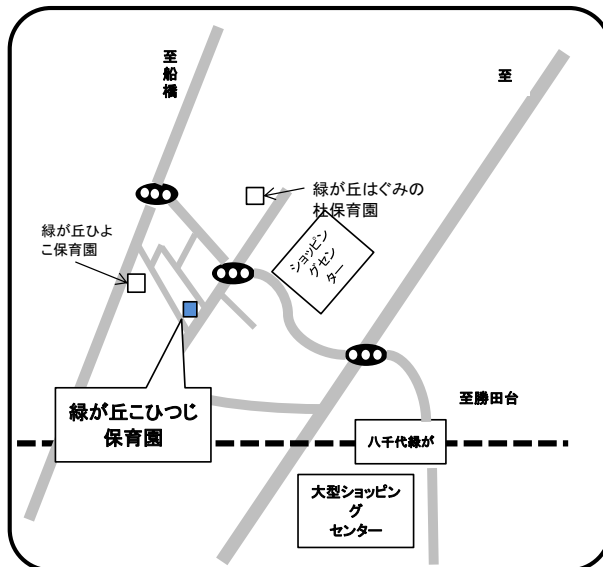 至
船
橋
至
緑が丘はぐみの
杜保育園
ショッピン
グセン
ター
緑が丘ひよ
こ保育園
緑が丘こひつじ
保育園
至勝田台
八千代緑が
大型ショッピン
グ
センター